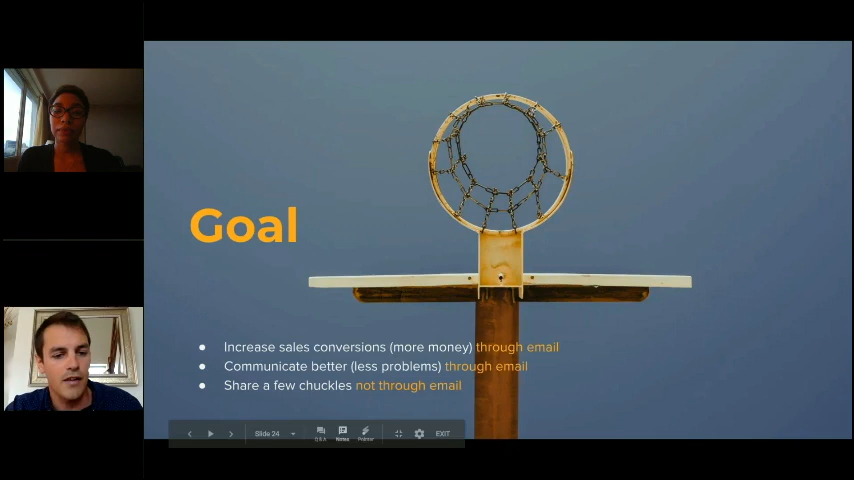 Goal
● Increase sales conversions (more money) through email
● Communicate better (less problems) through email
● Share a few chuckles not through email
Slide 24
Q&A Notes Pointer
EXIT